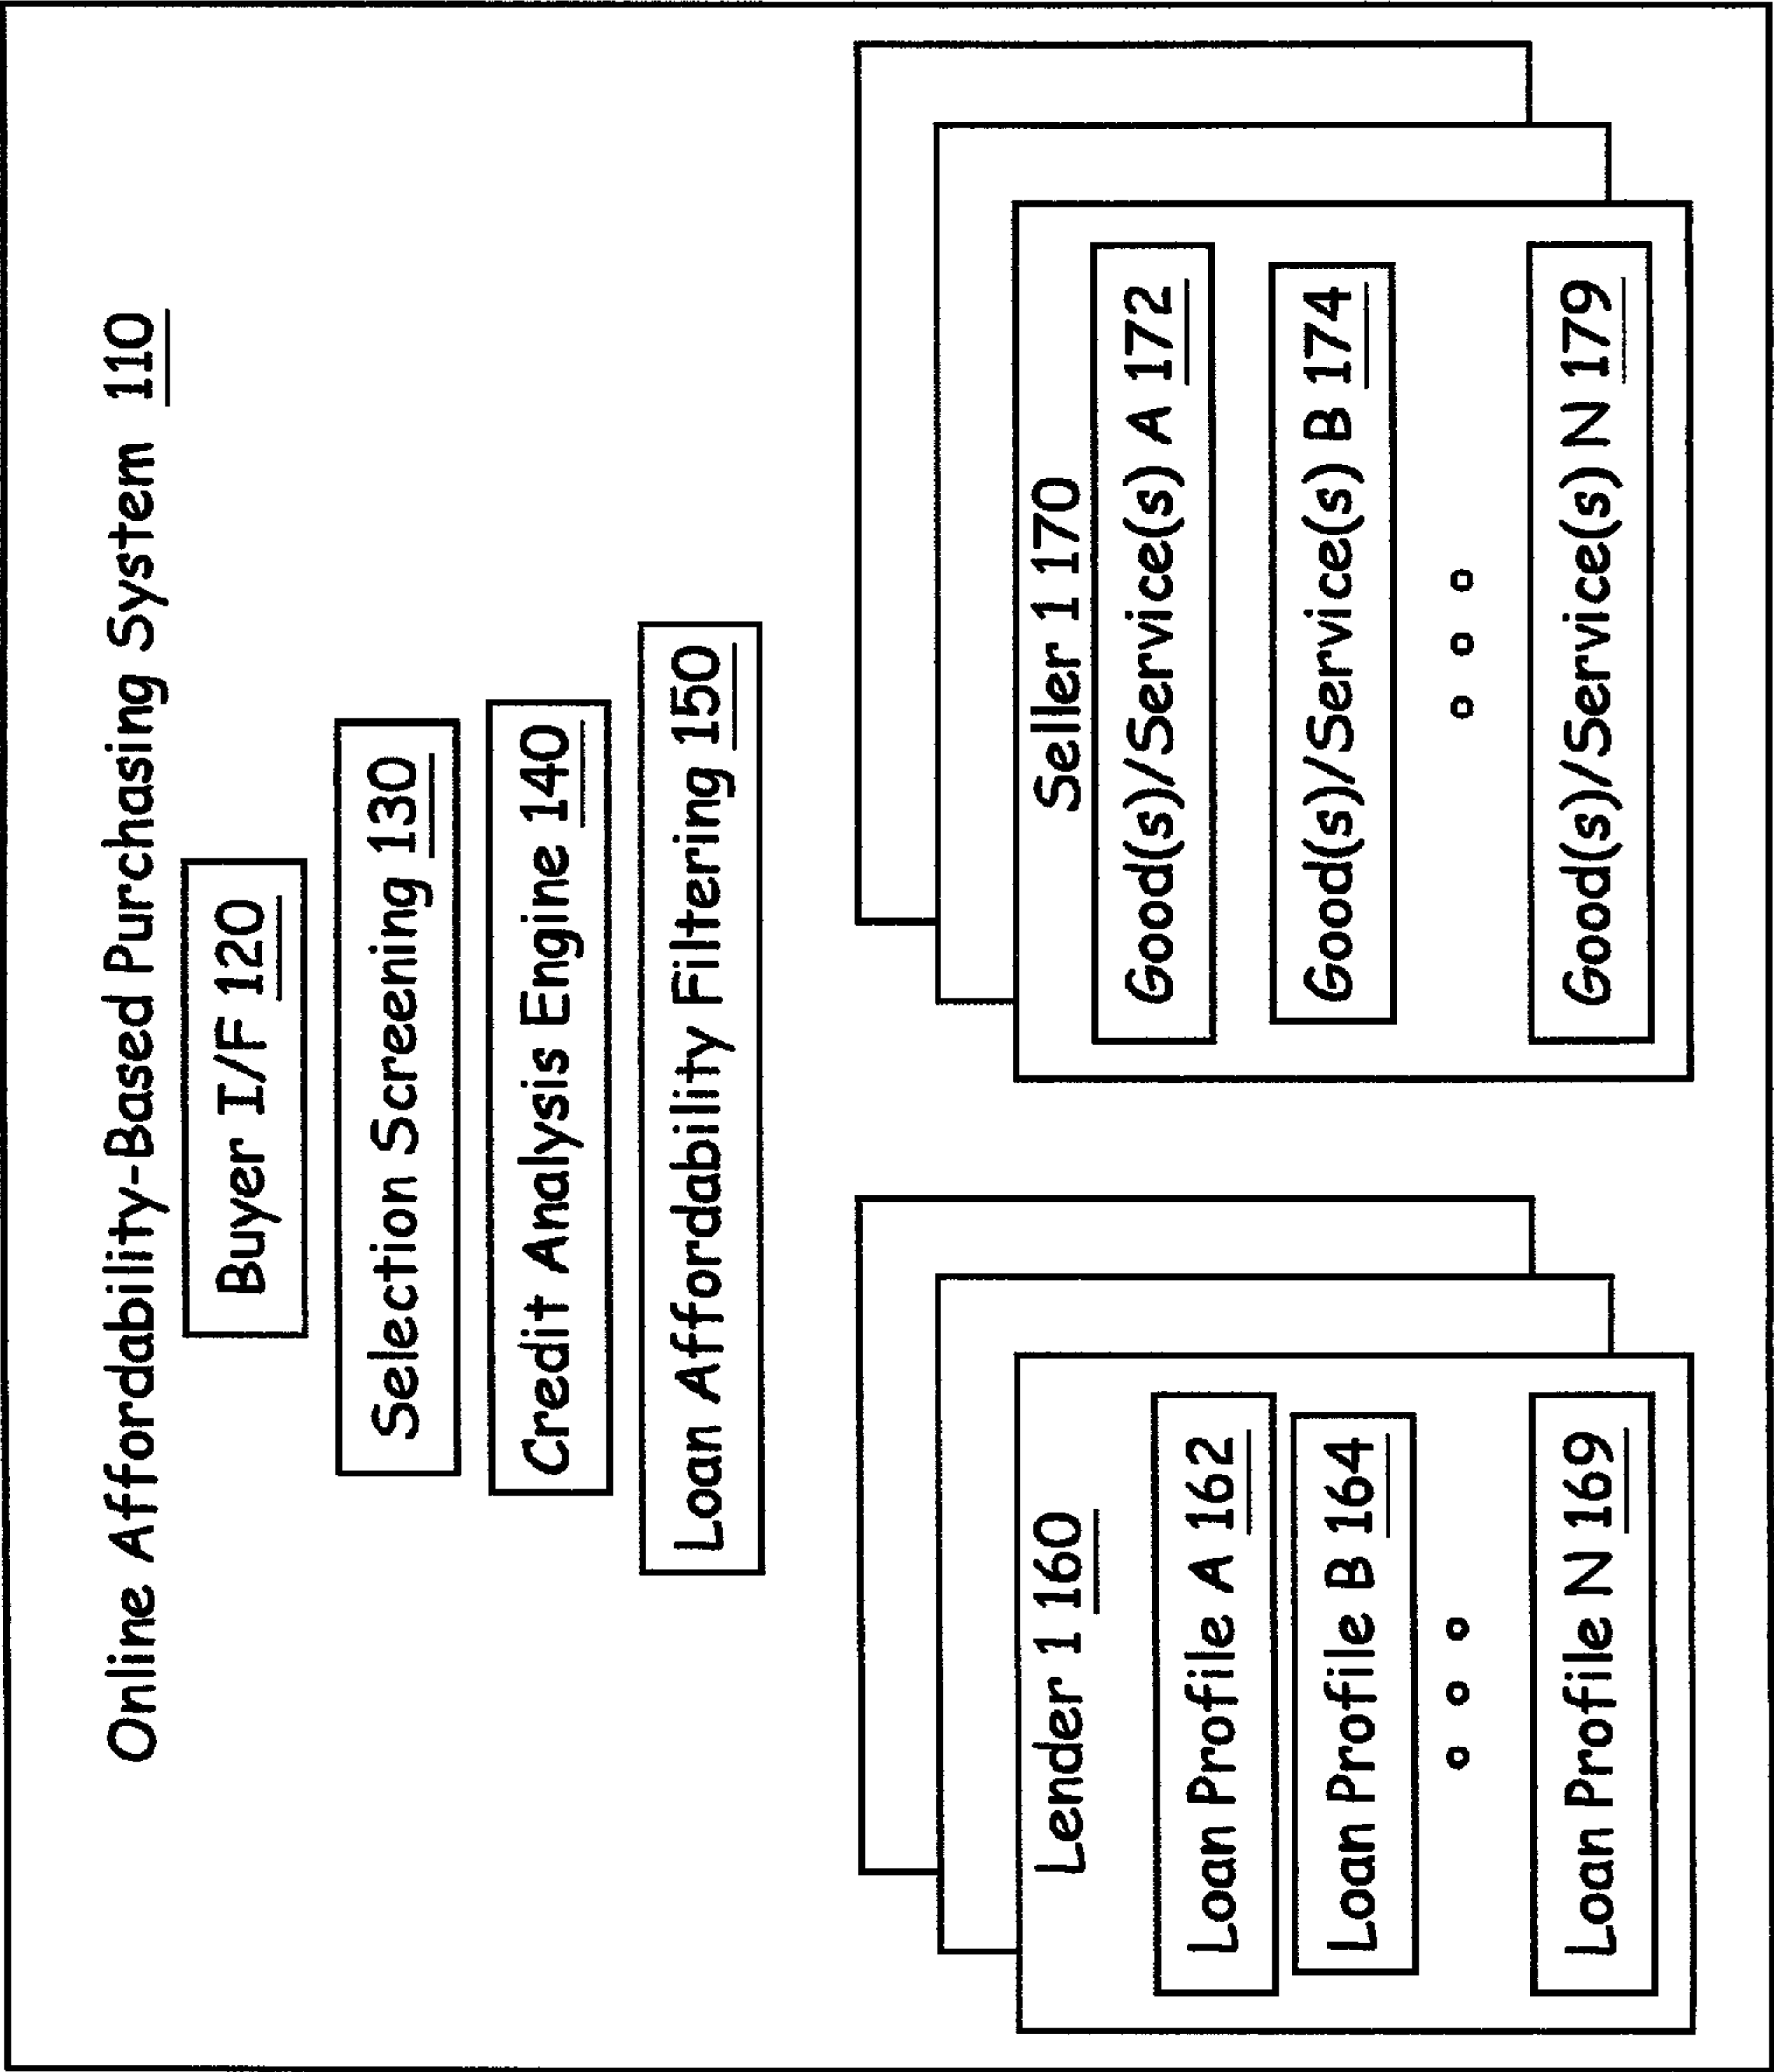 Online Affordability-Based Purchasing System 110
Buyer I/F 120
Selection Screening 130
Credit Analysis Engine 140
Loan Affordability Filtering 150
Lender 1 160
Loan Profile A 162
Loan Profile B 164
Loan Profile N 169
Seller 1 170
Good(s)/Service(s) A 172
Good(s)/Service(s) B 174
Good(s)/Service(s) N 179